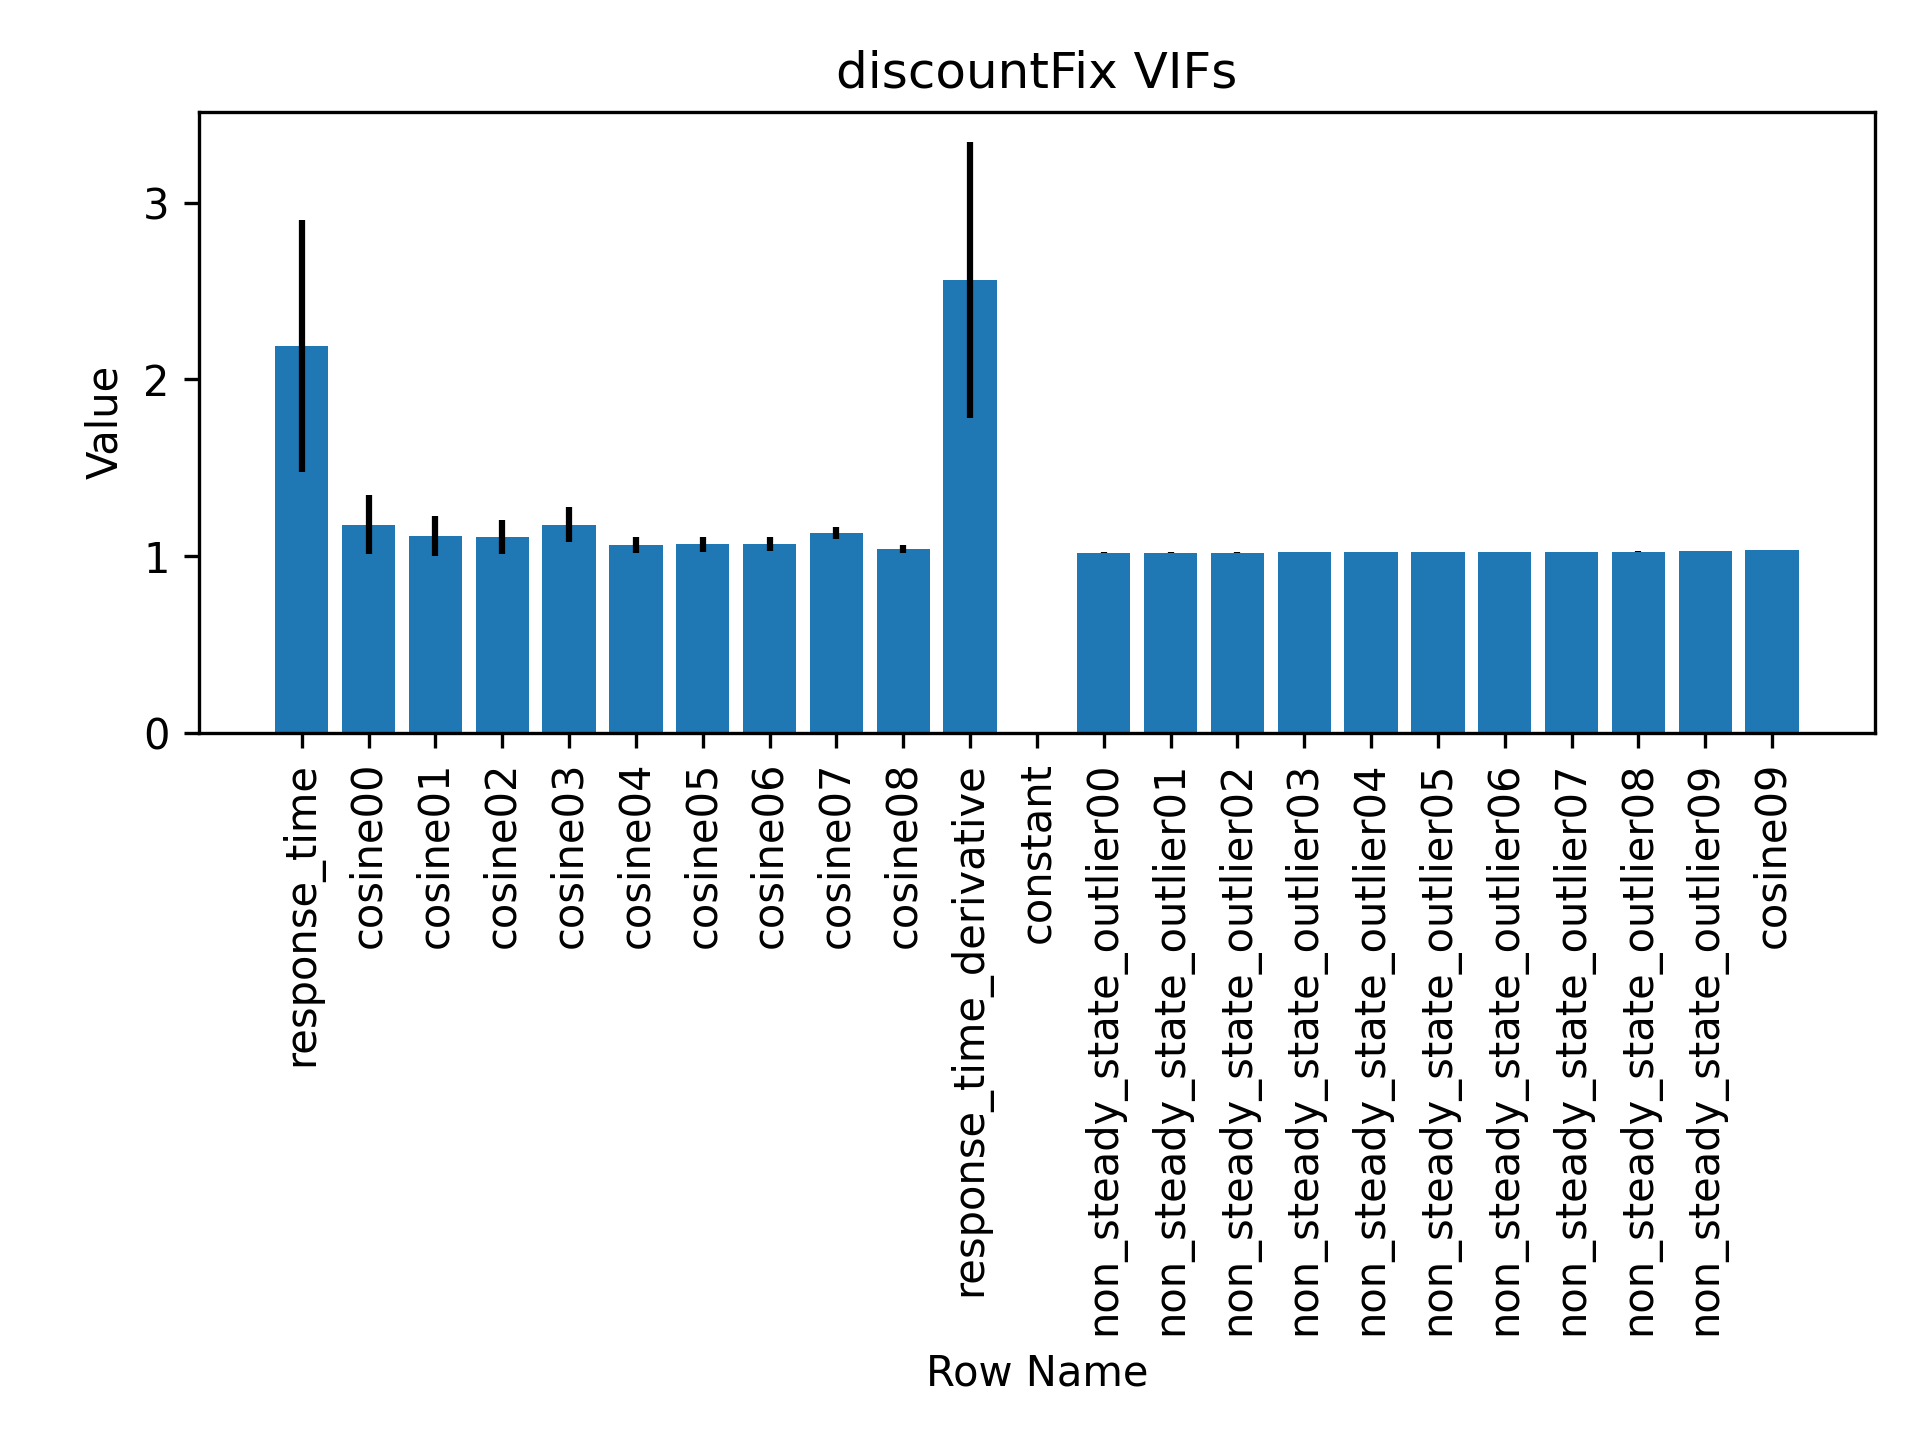 discountFix VIFs
Value
3
2
1
0
response_time
cosine00
cosine01
cosine02
cosine03
cosine04
cosine05
cosine06
cosine07
cosine08
response_time_derivative
constant
non_steady_state_outlier00
non_steady_state_outlier01
non_steady_state_outlier02
non_steady_state_outlier03
non_steady_state_outlier04
non_steady_state_outlier05
non_steady_state_outlier06
non_steady_state_outlier07
non_steady_state_outlier08
non_steady_state_outlier09
cosine09
Row Name